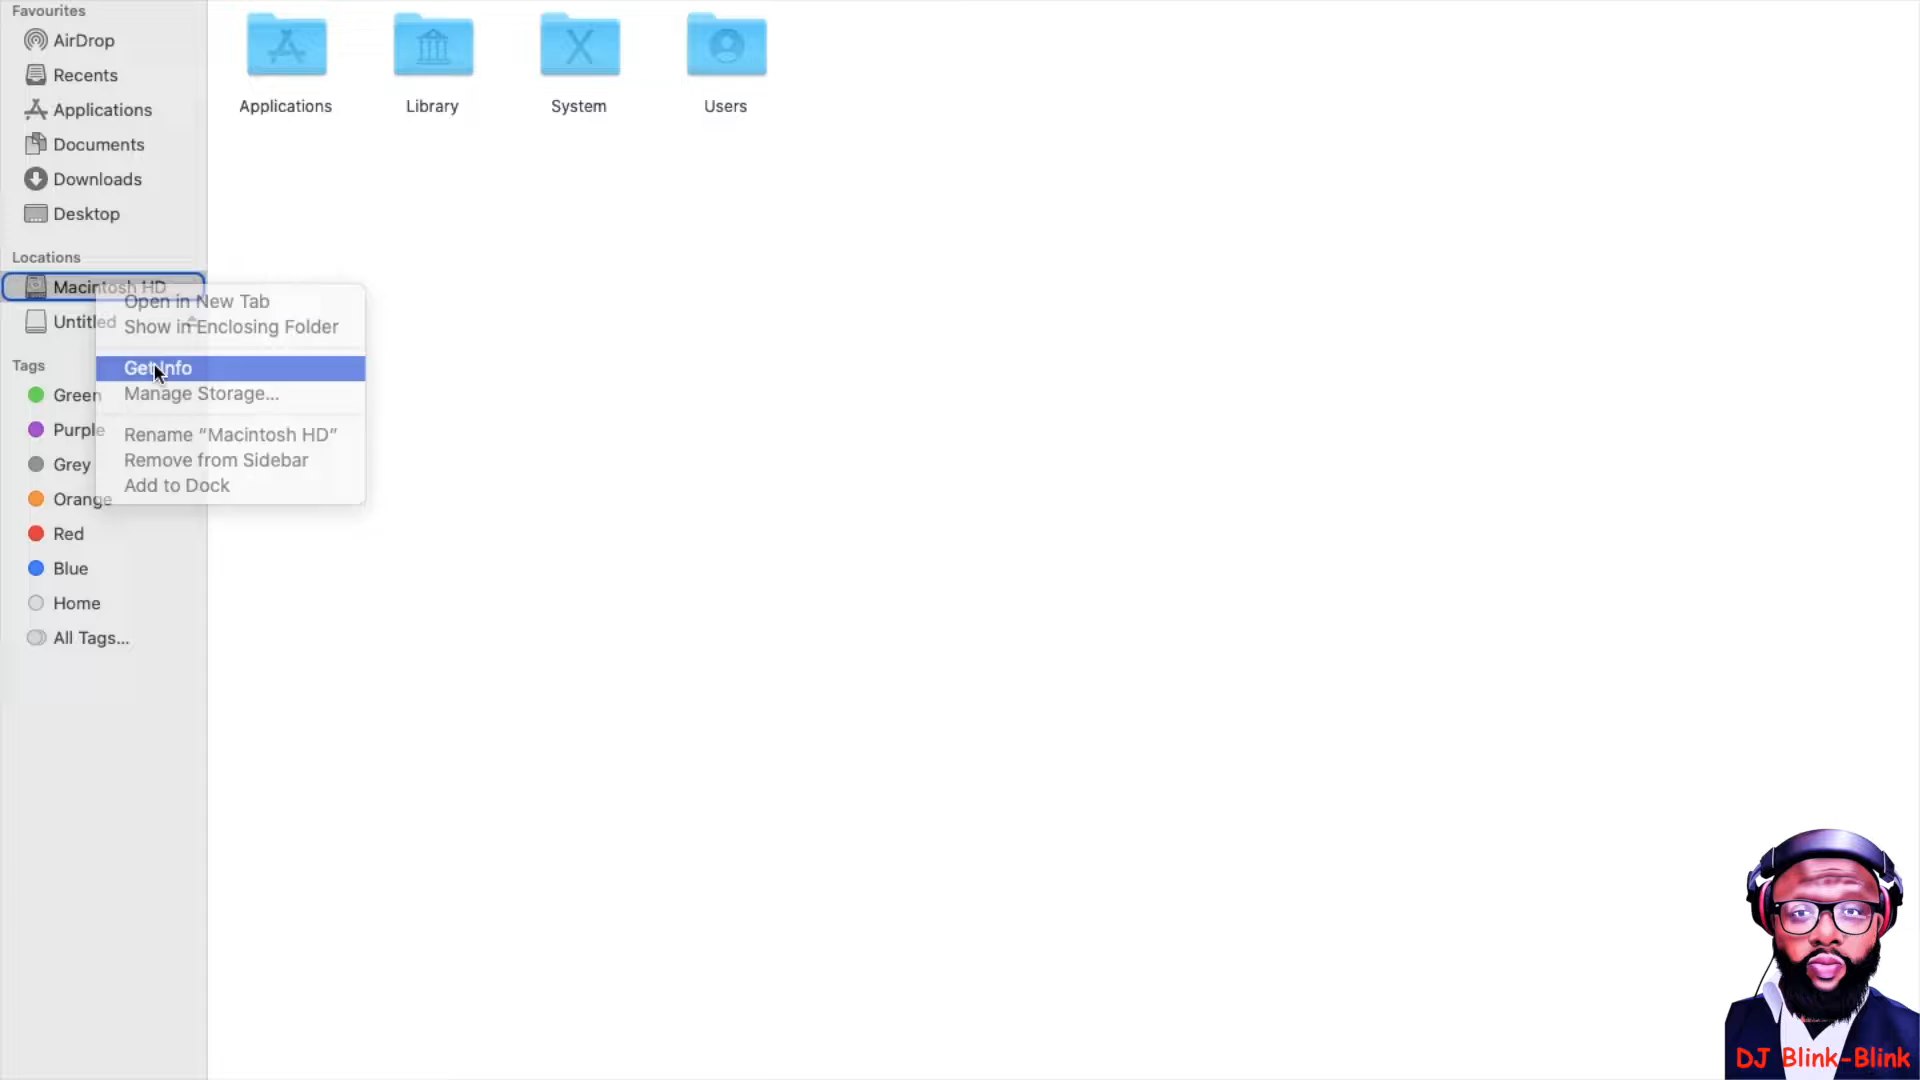 Favourites
AirDrop
Recents
Applications
Documents
Downloads
Desktop
Locations
Macintosh HD
Untitled
Tags
Green
Purple
Grey
Orange
Red
Blue
Home
All Tags...
Open in New Tab
Show in Enclosing Folder
Get Info
Manage Storage...
Rename “Macintosh HD”
Remove from Sidebar
Add to Dock
Applications
Library
System
Users
DJ Blink-Blink